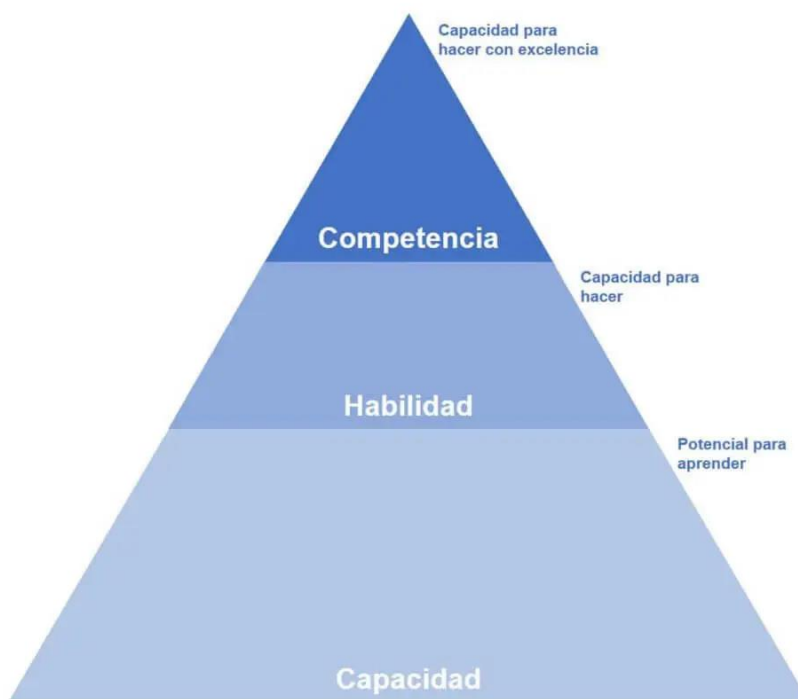 Capacidad para
hacer con excelencia
Competencia
Capacidad para
hacer
Habilidad
Potencial para
aprender
Capacidad